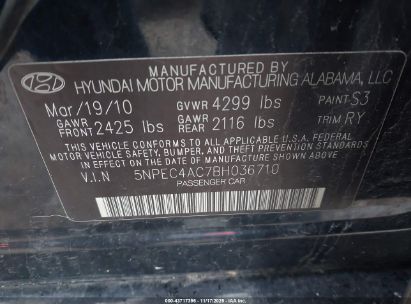 MANUFACTURED BY
HYUNDAI MOTOR MANUFACTURING ALABAMA, LLC
Mar/19/10 GVWR 4299 lbs PAINT S3
GAWR FRONT 2425 lbs GAWR REAR 2116 lbs TRIM RY
THIS VEHICLE CONFORMS TO ALL APPLICABLE U.S.A. FEDERAL
MOTOR VEHICLE SAFETY, BUMPER, AND THEFT PREVENTION STANDARDS
IN EFFECT ON THE DATE OF MANUFACTURE SHOWN ABOVE.
V.I.N 5NPEC4AC7BH036710
PASSENGER CAR